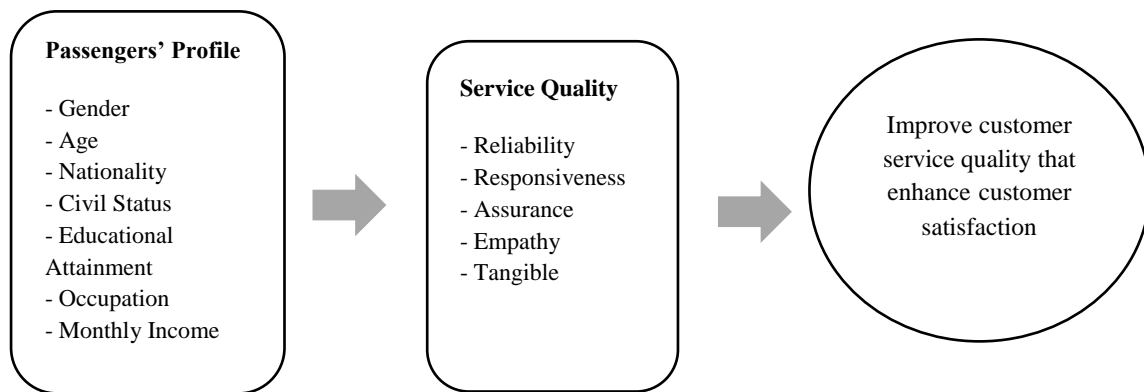 Passengers’ Profile
- Gender
- Age
- Nationality
- Civil Status
- Educational
Attainment
- Occupation
- Monthly Income
Service Quality
- Reliability
- Responsiveness
- Assurance
- Empathy
- Tangible
Improve customer
service quality that
enhance customer
satisfaction